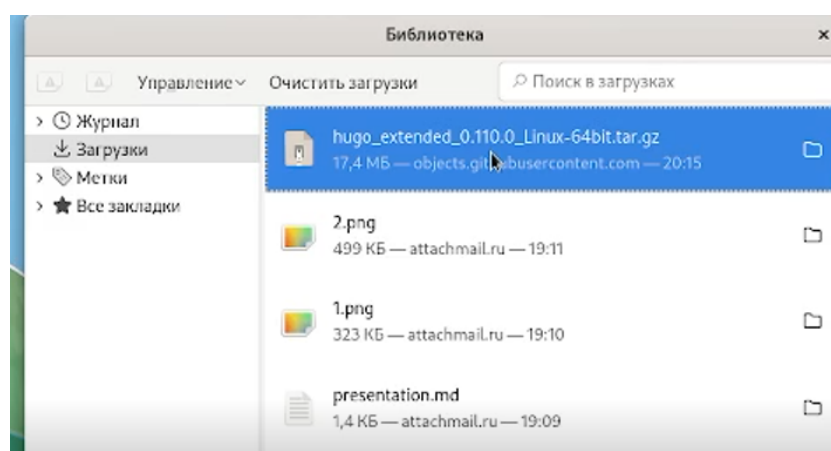 Библиотека
Управление
Очистить загрузки
Поиск в загрузках
Журнал
Загрузки
Метки
Все закладки
hugo_extended_0.110.0_Linux-64bit.tar.gz
17,4 МБ — objects.githubusercontent.com — 20:15
2.png
499 КБ — attachmail.ru — 19:11
1.png
323 КБ — attachmail.ru — 19:10
presentation.md
1,4 КБ — attachmail.ru — 19:09